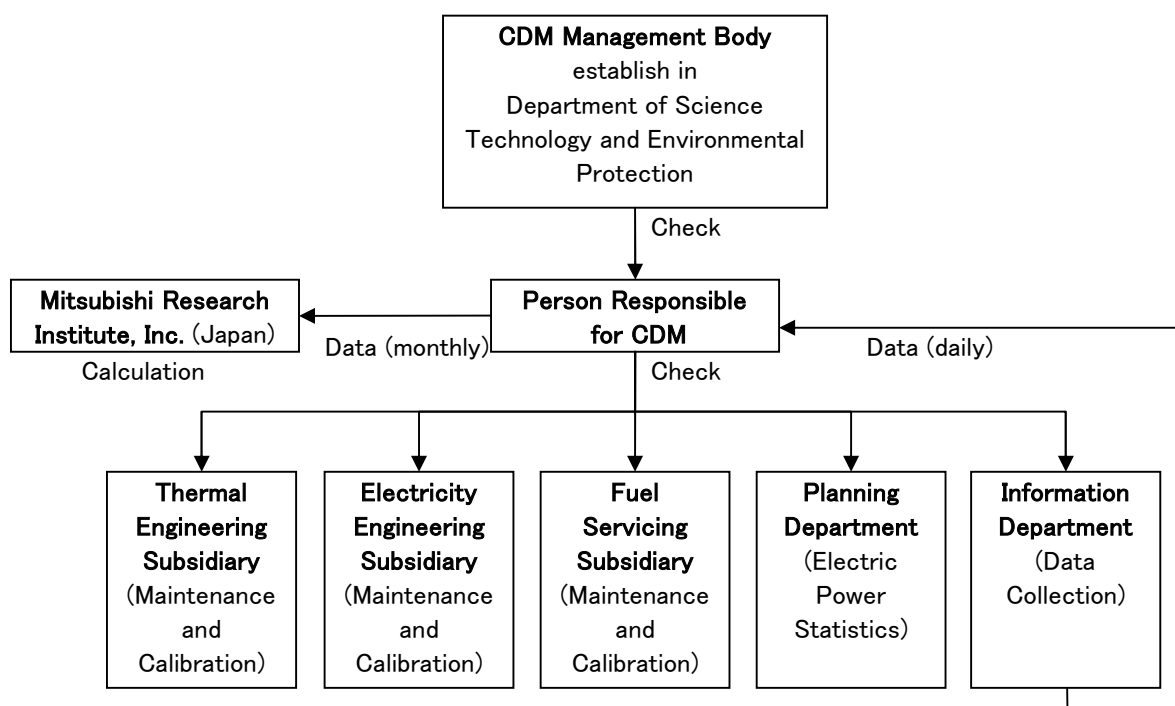 CDM Management Body
establish in
Department of Science
Technology and Environmental
Protection
Check
Mitsubishi Research
Institute, Inc. (Japan)
Calculation
Data (monthly)
Person Responsible
for CDM
Data (daily)
Check
Thermal
Engineering
Subsidiary
(Maintenance
and
Calibration)
Electricity
Engineering
Subsidiary
(Maintenance
and
Calibration)
Fuel
Servicing
Subsidiary
(Maintenance
and
Calibration)
Planning
Department
(Electric
Power
Statistics)
Information
Department
(Data
Collection)